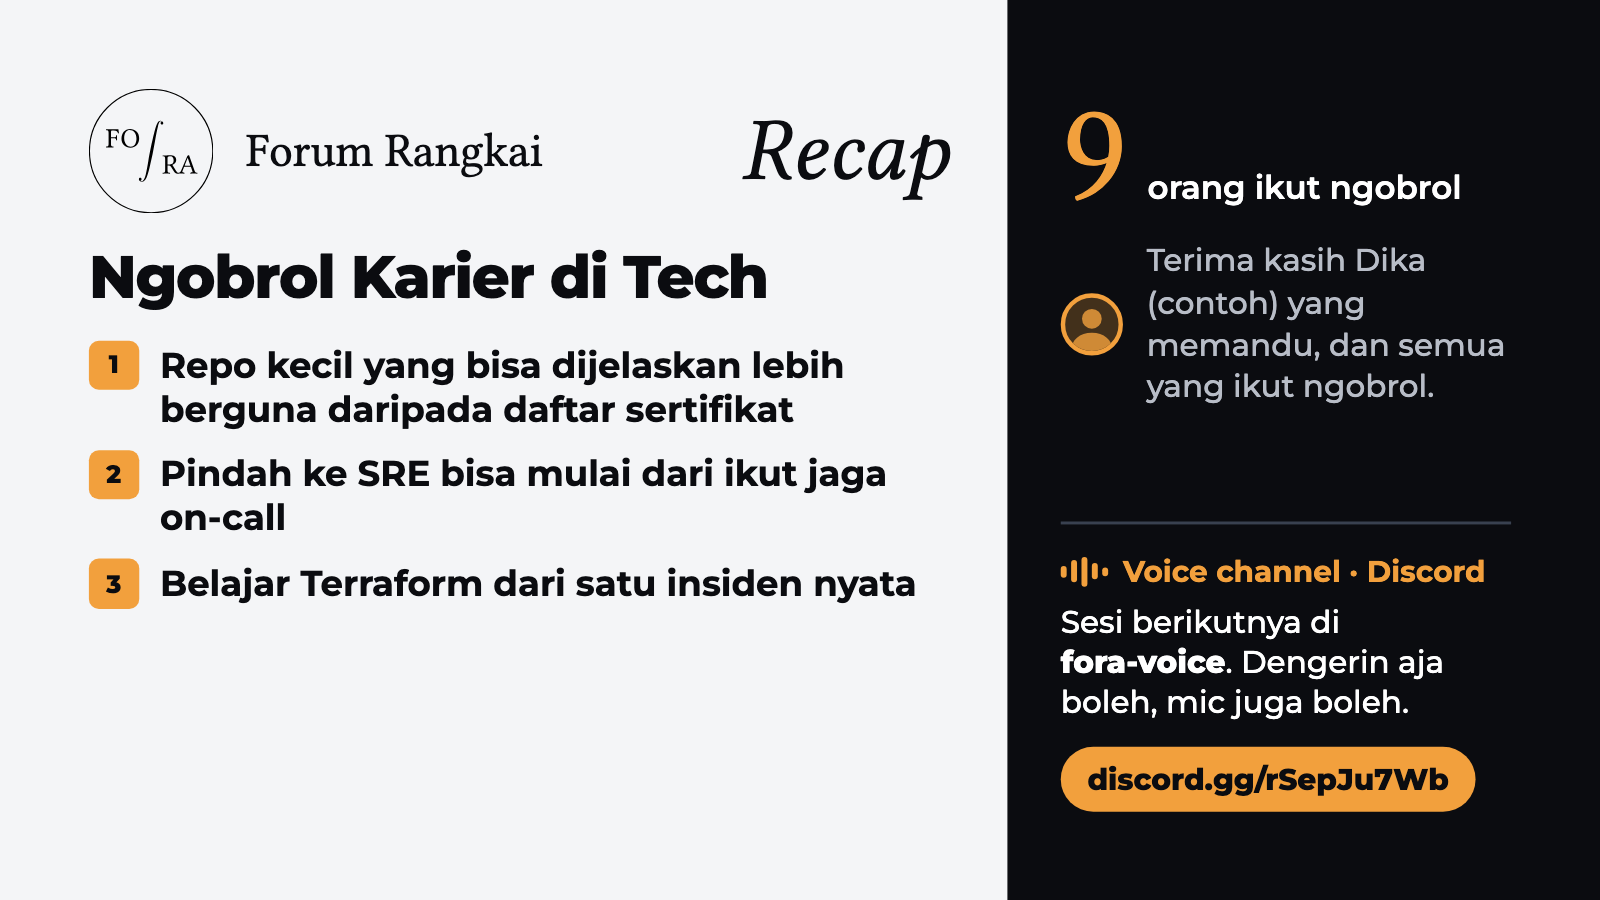 FO
RA
Forum Rangkai
Recap
Ngobrol Karier di Tech
1
Repo kecil yang bisa dijelaskan lebih
berguna daripada daftar sertifikat
2
Pindah ke SRE bisa mulai dari ikut jaga
on-call
3
Belajar Terraform dari satu insiden nyata
9
orang ikut ngobrol
Terima kasih Dika
(contoh) yang
memandu, dan semua
yang ikut ngobrol.
Voice channel · Discord
Sesi berikutnya di
fora-voice. Dengerin aja
boleh, mic juga boleh.
discord.gg/rSepJu7Wb